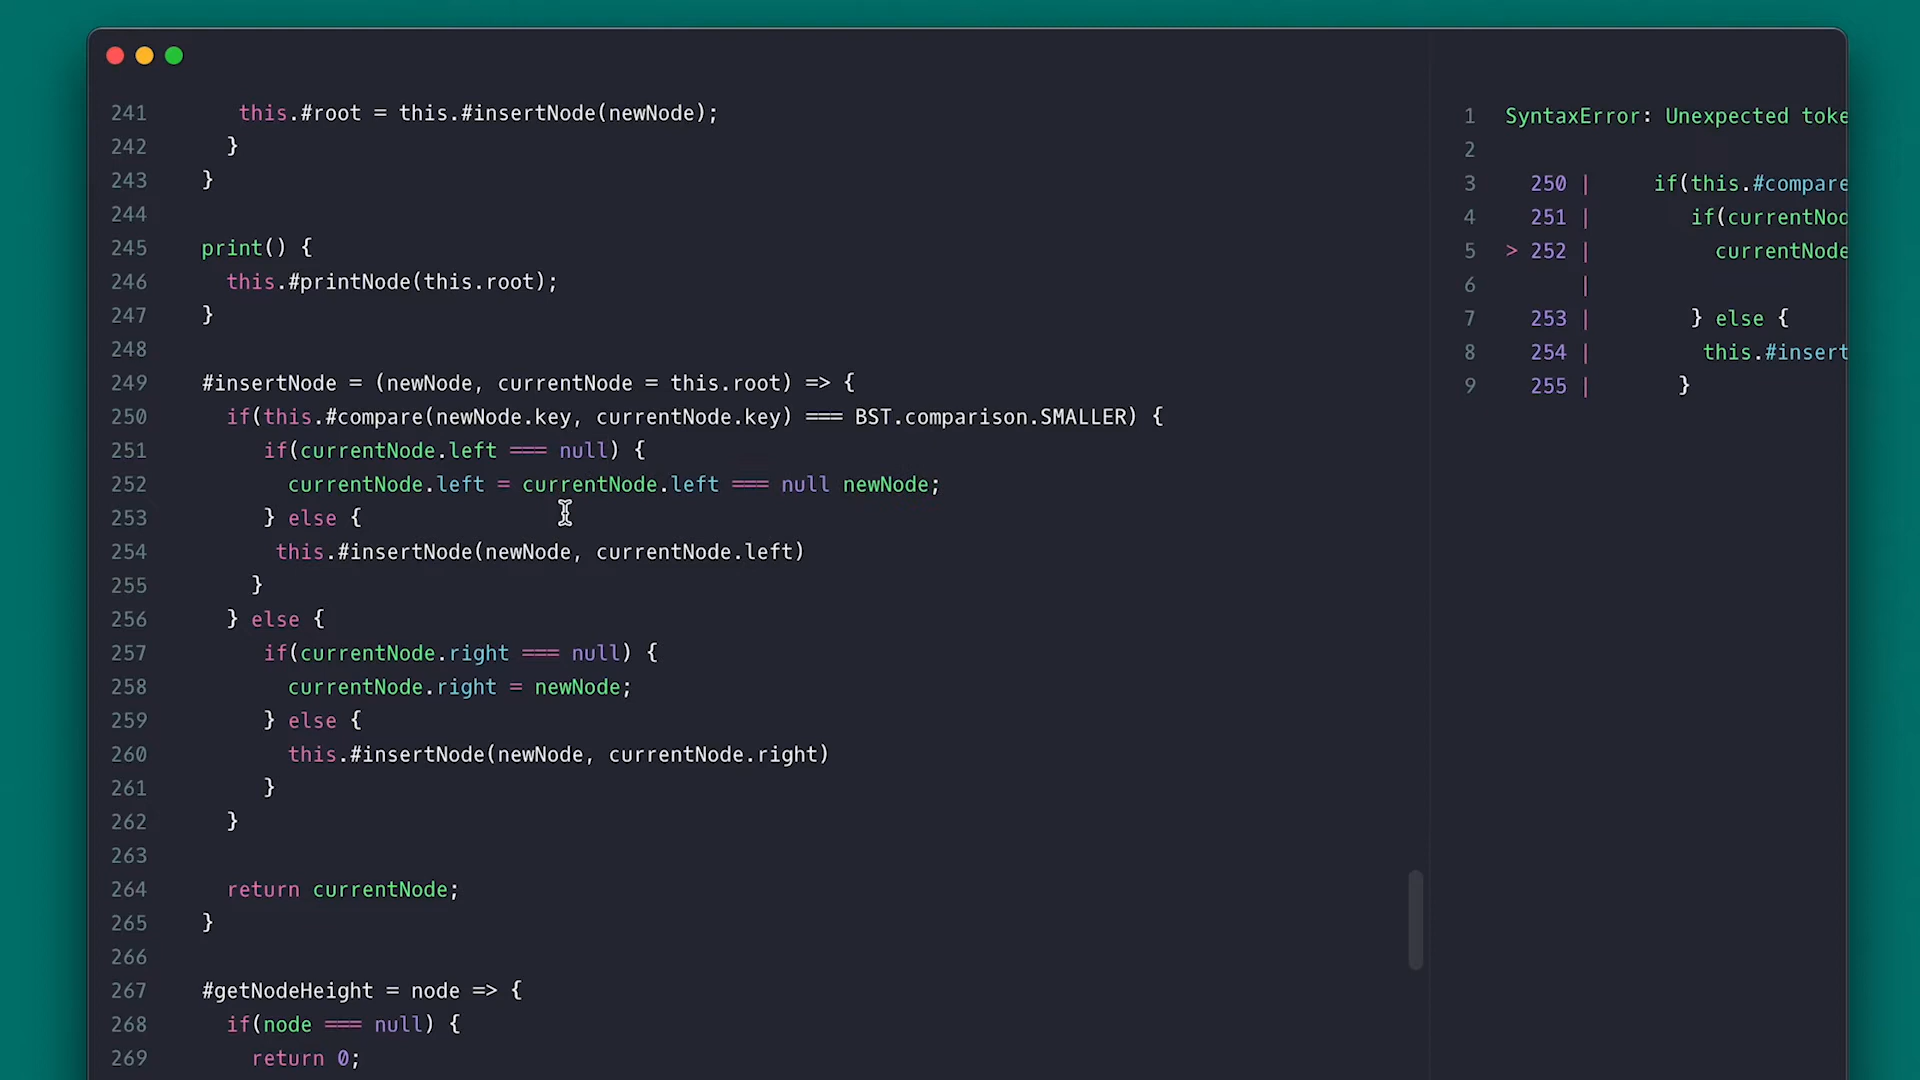 241 this.#root = this.#insertNode(newNode);
242 }
243 }
244
245 print() {
246 this.#printNode(this.root);
247 }
248
249 #insertNode = (newNode, currentNode = this.root) => {
250 if(this.#compare(newNode.key, currentNode.key) === BST.comparison.SMALLER) {
251 if(currentNode.left === null) {
252 currentNode.left = currentNode.left === null newNode;
253 } else {
254 this.#insertNode(newNode, currentNode.left)
255 }
256 } else {
257 if(currentNode.right === null) {
258 currentNode.right = newNode;
259 } else {
260 this.#insertNode(newNode, currentNode.right)
261 }
262 }
263
264 return currentNode;
265 }
266
267 #getNodeHeight = node => {
268 if(node === null) {
269 return 0;
1 SyntaxError: Unexpected toke
2
3 250 | if(this.#compare
4 251 | if(currentNod
5 > 252 | currentNode
6 |
7 253 | } else {
8 254 | this.#insert
9 255 | }